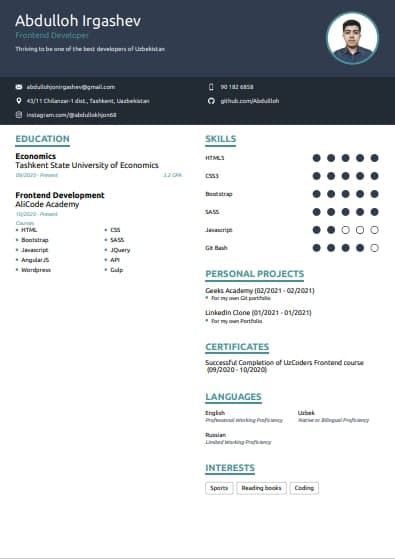 Abdulloh Irgashev
Frontend Developer
Thriving to be one of the best developers of Uzbekistan
abdullohjonirgashev@gmail.com
90 182 6858
43/11 Chilanzar-1 dist., Tashkent, Uazbekistan
github.com/Abdullloh
instagram.com/@abdullokhjon68
EDUCATION
Economics
Tashkent State University of Economics
09/2020 - Present
3.2 GPA
Frontend Development
AliCode Academy
10/2020 - Present
Courses
HTML
CSS
Bootstrap
SASS
Javascript
JQuery
AngularJS
API
Wordpress
Gulp
SKILLS
HTML5
CSS3
Bootstrap
SASS
Javascript
Git Bash
PERSONAL PROJECTS
Geeks Academy (02/2021 - 02/2021)
For my own Git portfolio
LinkedIn Clone (01/2021 - 01/2021)
For my own Portfolio
CERTIFICATES
Successful Completion of UzCoders Frontend course
(09/2020 - 10/2020)
LANGUAGES
English
Professional Working Proficiency
Uzbek
Native or Bilingual Proficiency
Russian
Limited Working Proficiency
INTERESTS
Sports
Reading books
Coding